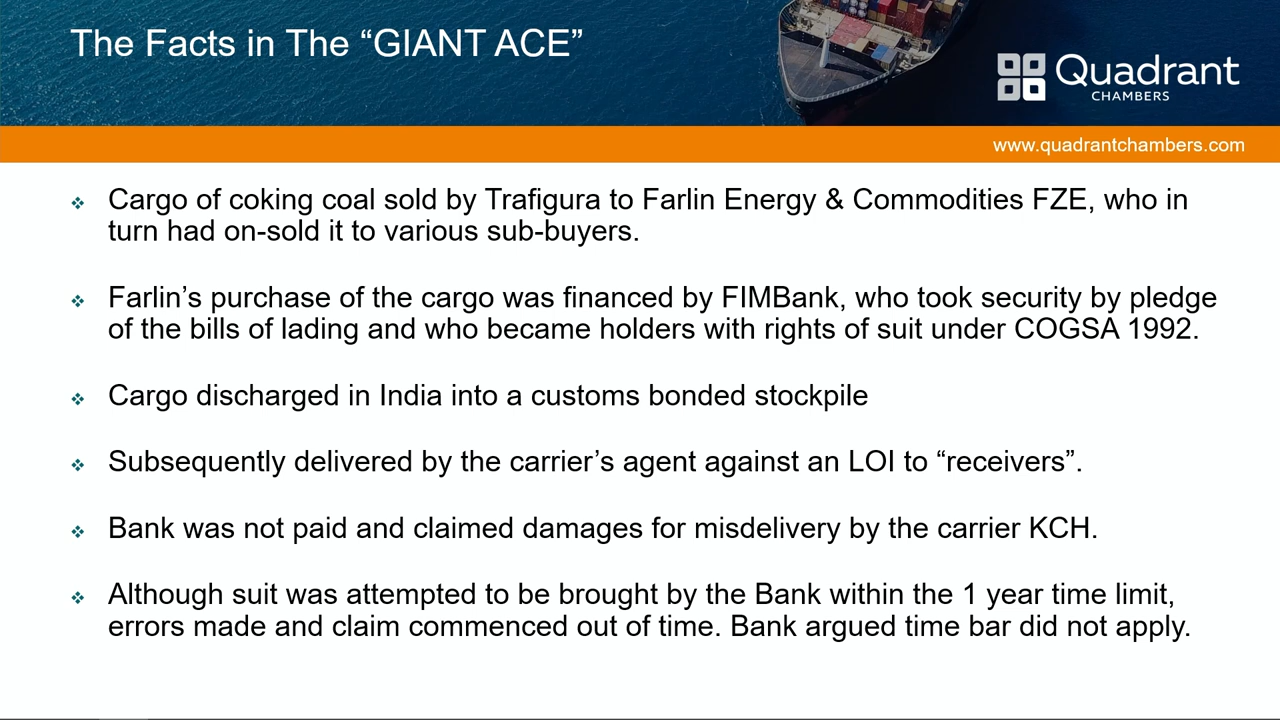 The Facts in The “GIANT ACE”
Quadrant
CHAMBERS
www.quadrantchambers.com
Cargo of coking coal sold by Trafigura to Farlin Energy & Commodities FZE, who in
turn had on-sold it to various sub-buyers.
Farlin’s purchase of the cargo was financed by FIMBank, who took security by pledge
of the bills of lading and who became holders with rights of suit under COGSA 1992.
Cargo discharged in India into a customs bonded stockpile
Subsequently delivered by the carrier’s agent against an LOI to “receivers”.
Bank was not paid and claimed damages for misdelivery by the carrier KCH.
Although suit was attempted to be brought by the Bank within the 1 year time limit,
errors made and claim commenced out of time. Bank argued time bar did not apply.